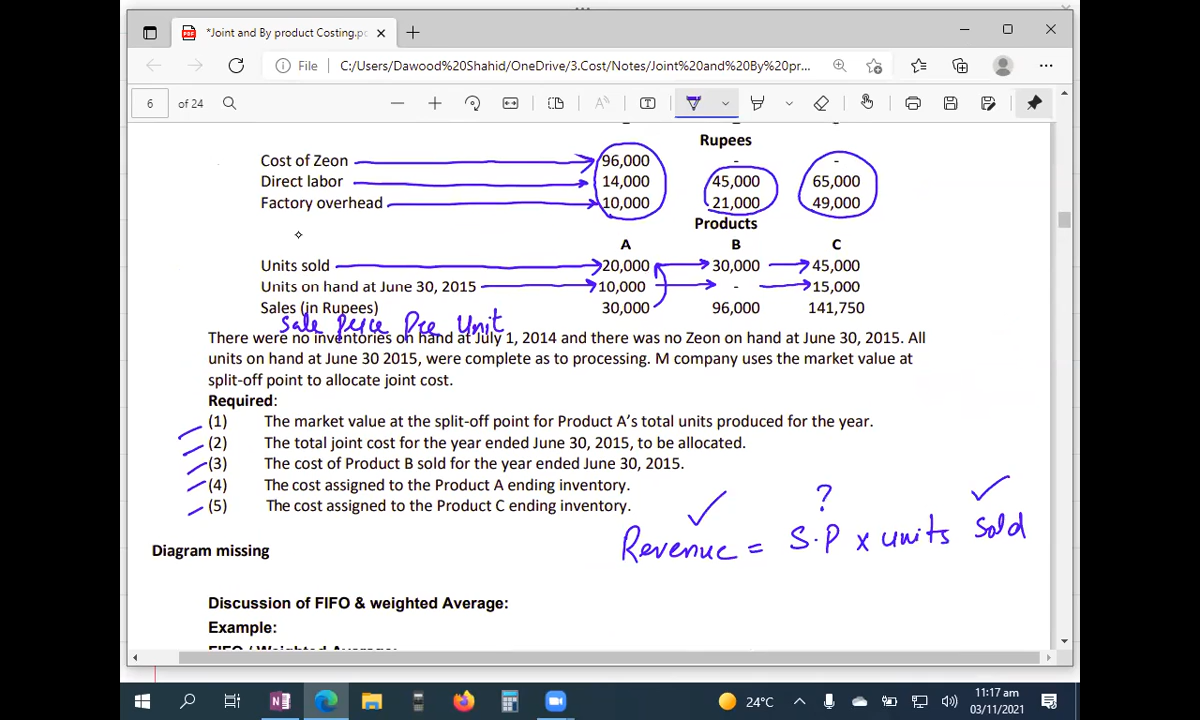 *Joint and By product Costing.pc
File C:/Users/Dawood%20Shahid/OneDrive/3.Cost/Notes/Joint%20and%20By%20pr...
6 of 24
Rupees
Cost of Zeon 96,000 - -
Direct labor 14,000 45,000 65,000
Factory overhead 10,000 21,000 49,000
Products
A B C
Units sold 20,000 30,000 45,000
Units on hand at June 30, 2015 10,000 - 15,000
Sales (in Rupees) 30,000 96,000 141,750
Sale Price Per Unit
There were no inventories on hand at July 1, 2014 and there was no Zeon on hand at June 30, 2015. All
units on hand at June 30 2015, were complete as to processing. M company uses the market value at
split-off point to allocate joint cost.
Required:
(1) The market value at the split-off point for Product A's total units produced for the year.
(2) The total joint cost for the year ended June 30, 2015, to be allocated.
(3) The cost of Product B sold for the year ended June 30, 2015.
(4) The cost assigned to the Product A ending inventory.
(5) The cost assigned to the Product C ending inventory.
?
Revenue = S.P x units Sold
Diagram missing
Discussion of FIFO & weighted Average:
Example:
FIFO / Weighted Average:
24°C
11:17 am
03/11/2021